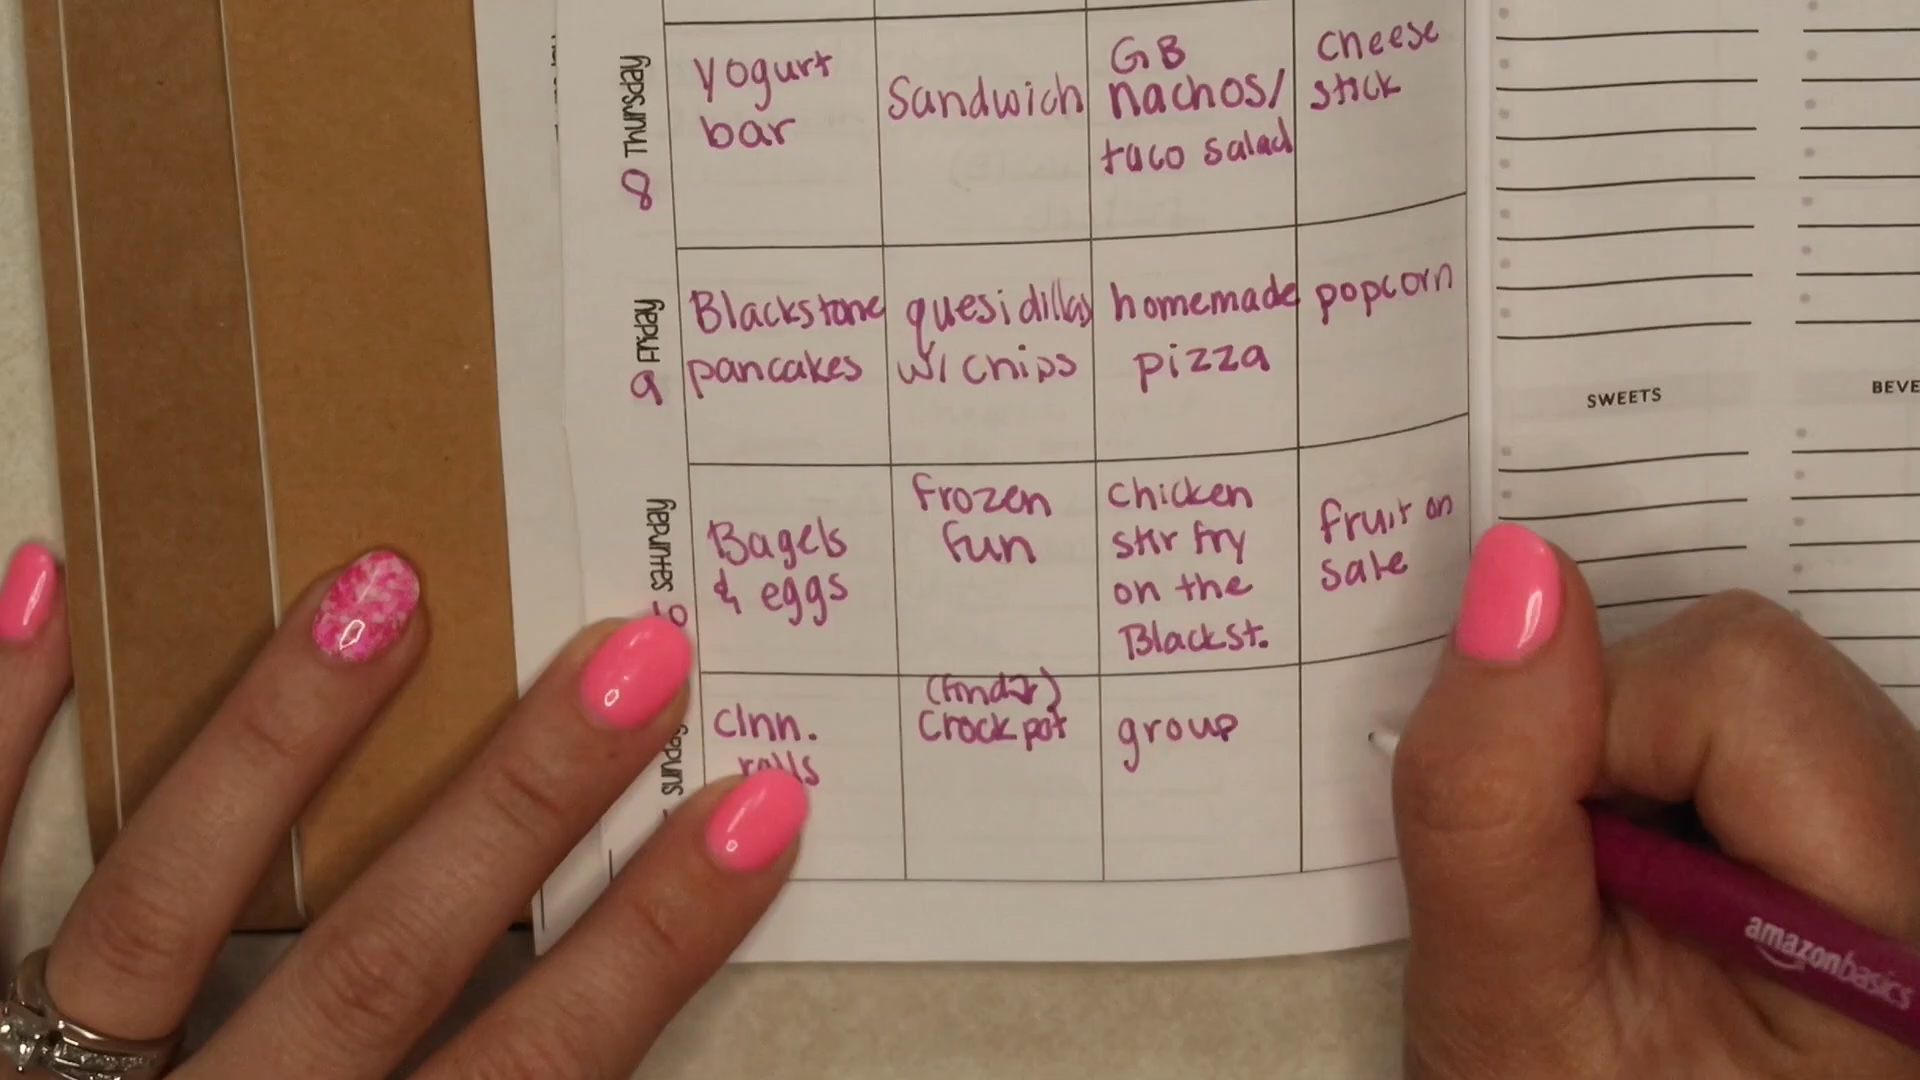 Thursday 8
Yogurt
bar
Sandwich
GB
nachos/
taco salad
cheese
stick
Friday 9
Blackstone
pancakes
quesidillas
w/ chips
homemade
pizza
popcorn
Saturday
Bagels
& eggs
Frozen
fun
chicken
stir fry
on the
Blackst.
fruit on
sale
Sunday
Cinn.
rolls
Crockpot
group
SWEETS
BEVE
amazonbasics